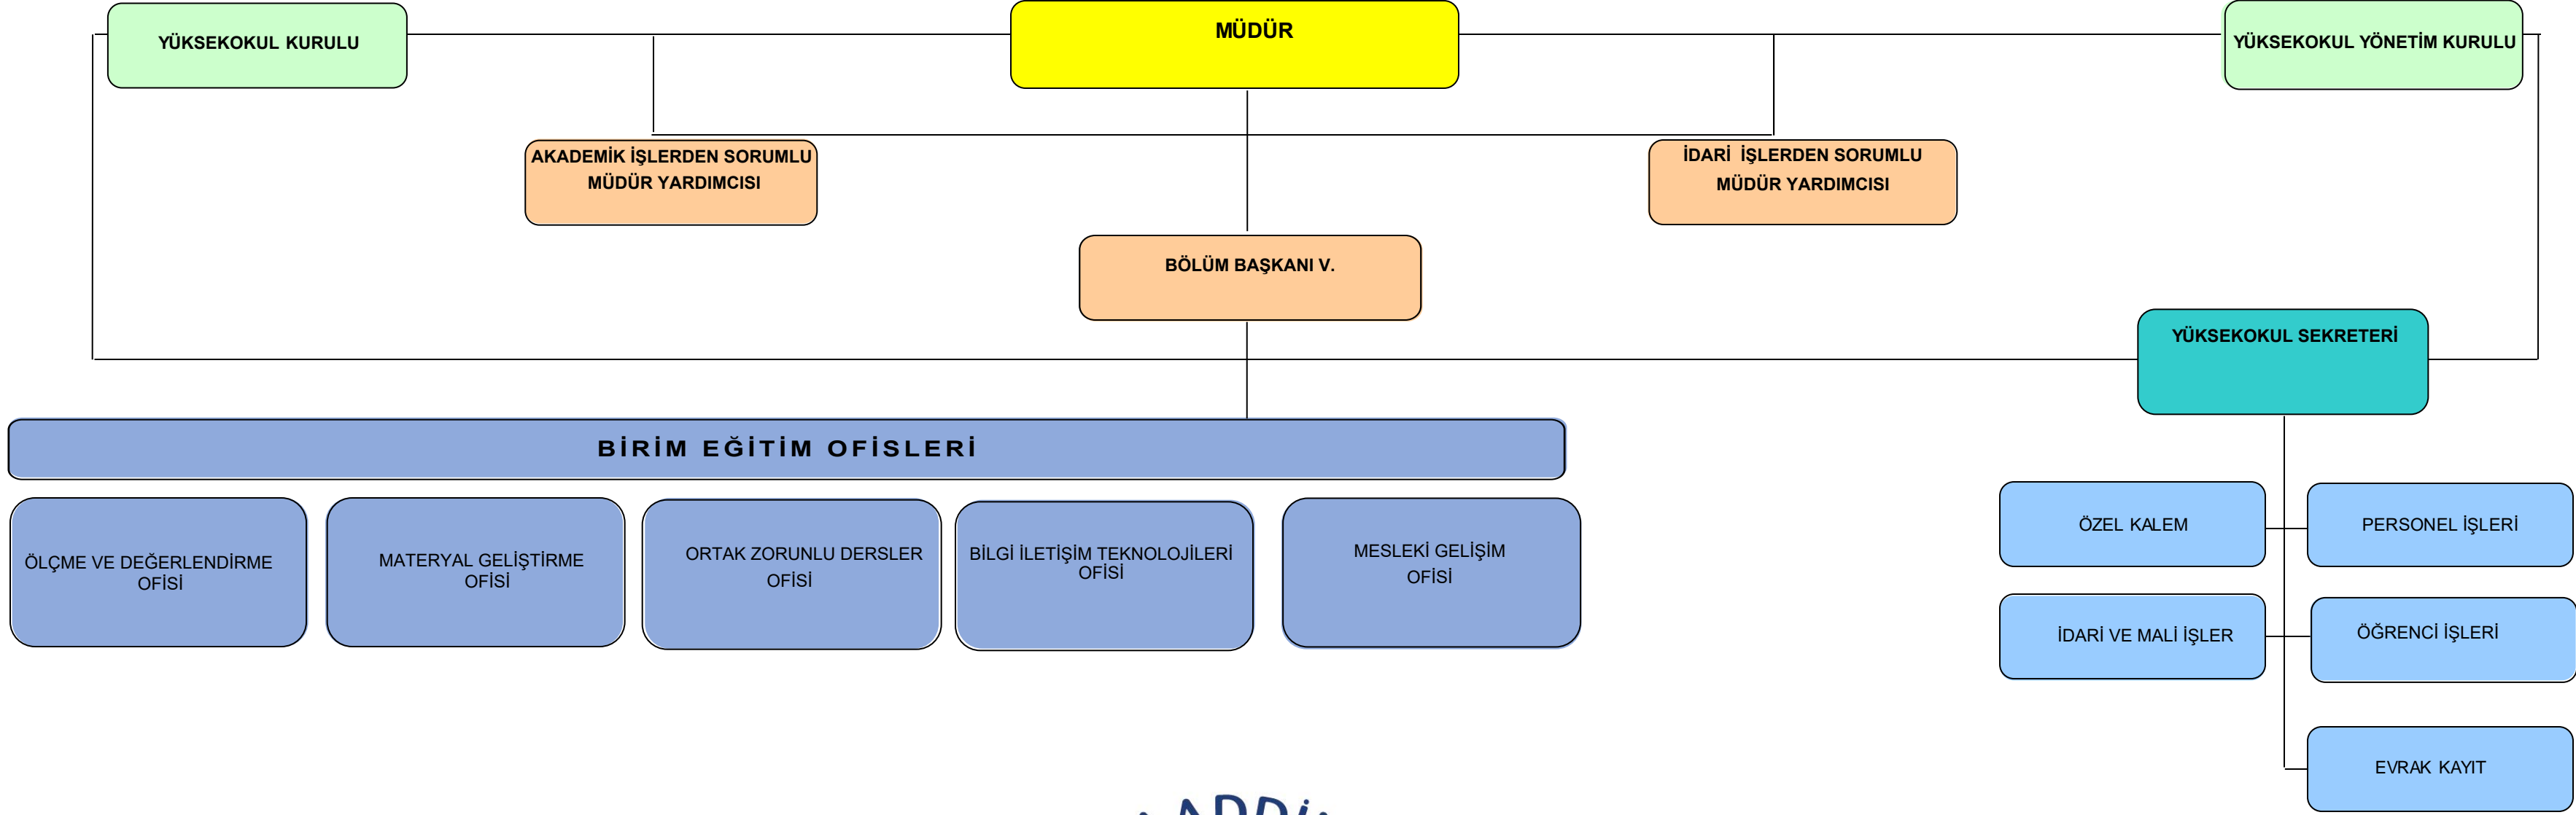 YÜKSEKOKUL KURULU
MÜDÜR
YÜKSEKOKUL YÖNETİM KURULU
AKADEMİK İŞLERDEN SORUMLU
MÜDÜR YARDIMCISI
İDARİ İŞLERDEN SORUMLU
MÜDÜR YARDIMCISI
BÖLÜM BAŞKANI V.
YÜKSEKOKUL SEKRETERİ
BİRİM EĞİTİM OFİSLERİ
ÖLÇME VE DEĞERLENDİRME
OFİSİ
MATERYAL GELİŞTİRME
OFİSİ
ORTAK ZORUNLU DERSLER
OFİSİ
BİLGİ İLETİŞİM TEKNOLOJİLERİ
OFİSİ
MESLEKİ GELİŞİM
OFİSİ
ÖZEL KALEM
PERSONEL İŞLERİ
İDARİ VE MALİ İŞLER
ÖĞRENCİ İŞLERİ
EVRAK KAYIT